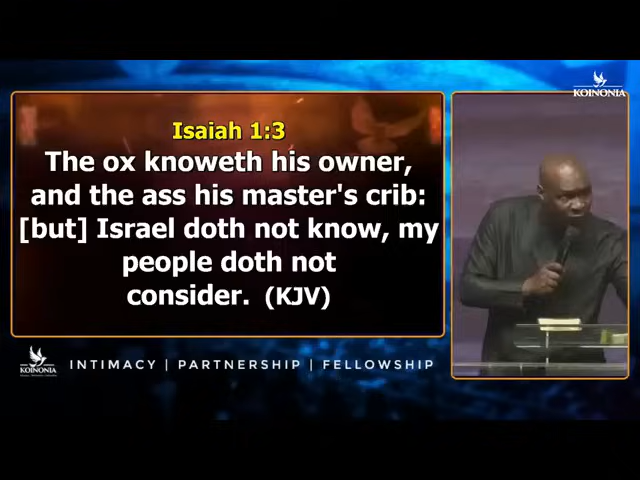 KOINONIA
Isaiah 1:3
The ox knoweth his owner,
and the ass his master's crib:
[but] Israel doth not know, my
people doth not
consider. (KJV)
KOINONIA
INTIMACY | PARTNERSHIP | FELLOWSHIP